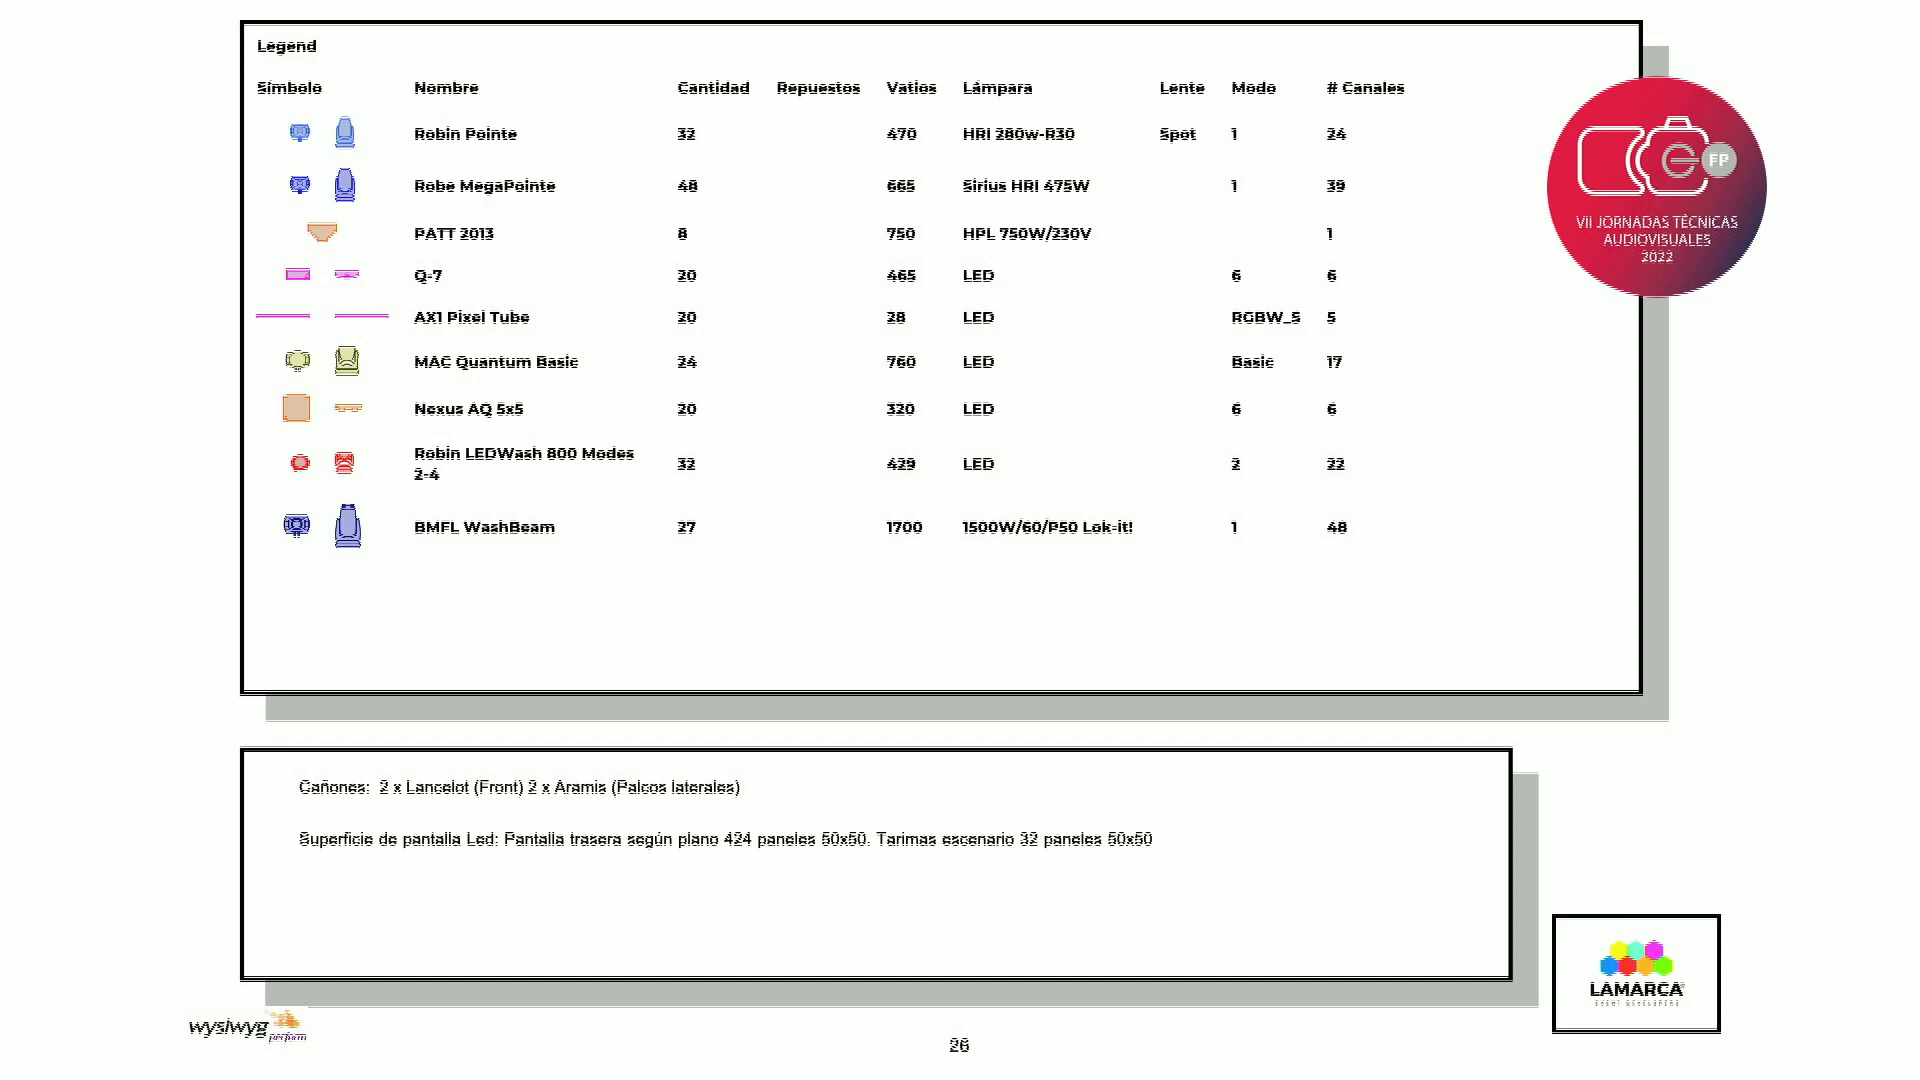 Legend
Símbolo Nombre Cantidad Repuestos Vatios Lámpara Lente Modo # Canales
Robin Pointe 32 470 HRI 280w-R30 Spot 1 24
Robe MegaPointe 48 665 Sirius HRI 475W 1 39
PATT 2013 8 750 HPL 750W/230V 1
Q-7 20 465 LED 6 6
AX1 Pixel Tube 20 28 LED RGBW_S 5
MAC Quantum Basic 24 760 LED Basic 17
Nexus AQ 5x5 20 320 LED 6 6
Robin LEDWash 800 Modes
2-4 32 429 LED 2 22
BMFL WashBeam 27 1700 1500W/60/P50 Lok-it! 1 48
FP
VII JORNADAS TÉCNICAS
AUDIOVISUALES
2022
Cañones: 2 x Lancelot (Front) 2 x Aramis (Palcos laterales)
Superficie de pantalla Led: Pantalla trasera según plano 424 paneles 50x50. Tarimas escenario 32 paneles 50x50
LAMARCA
wysiwyg
perform
26